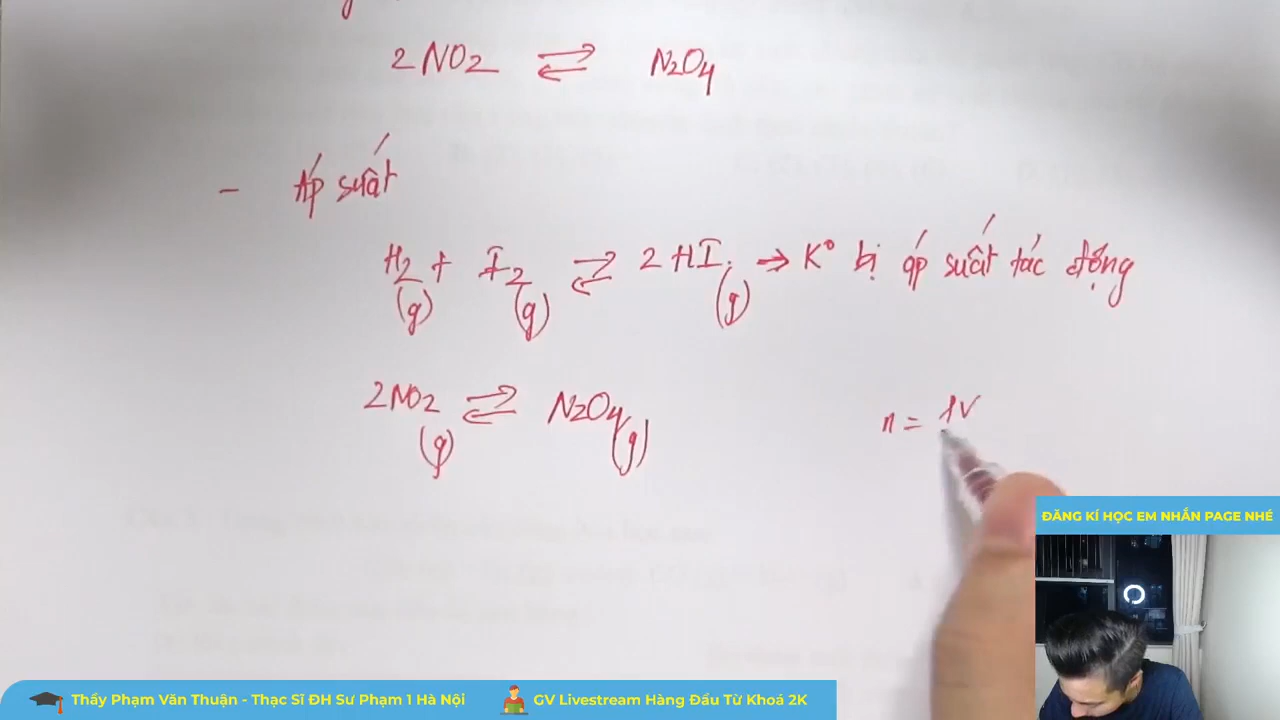 2NO2 ⇌ N2O4
- Áp suất
H2 + I2 ⇌ 2HI → K° bị áp suất tác động
(g) (g) (g)
2NO2 ⇌ N2O4
(g) (g)
n = PV
ĐĂNG KÍ HỌC EM NHẮN PAGE NHÉ
Thầy Phạm Văn Thuận - Thạc Sĩ ĐH Sư Phạm 1 Hà Nội
GV Livestream Hàng Đầu Từ Khoá 2K